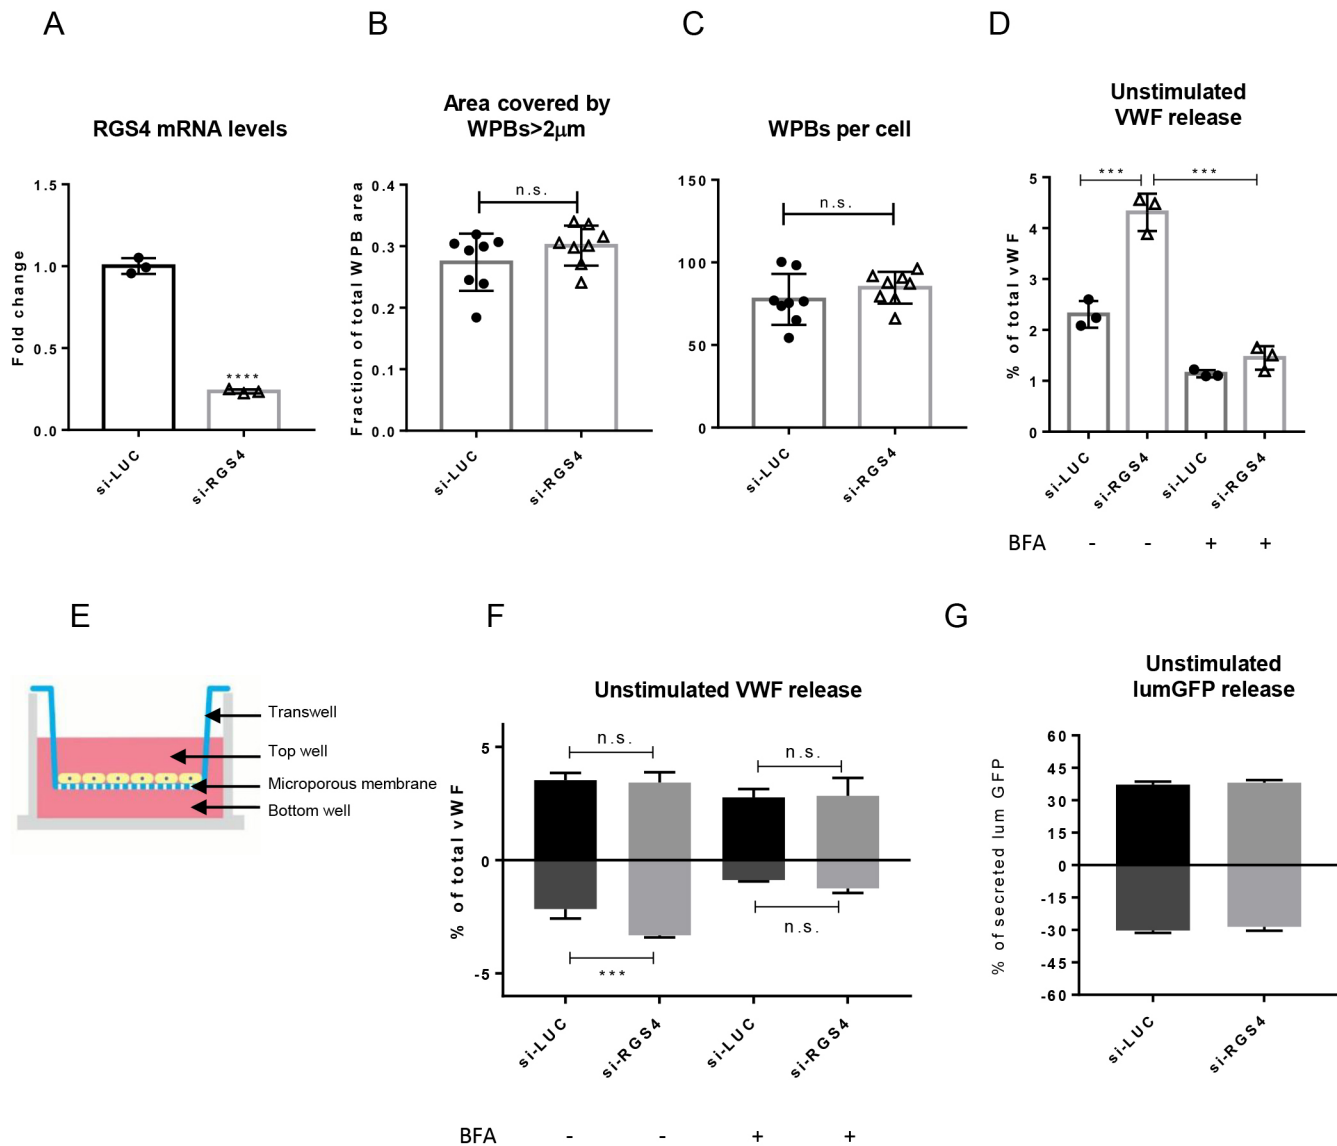 A
RGS4 mRNA levels
Fold change
1.5
1.0
0.5
0.0
****
si-LUC
si-RGS4
B
Area covered by
WPBs>2µm
Fraction of total WPB area
0.4
0.3
0.2
0.1
0.0
n.s.
si-LUC
si-RGS4
C
WPBs per cell
150
100
50
0
n.s.
si-LUC
si-RGS4
D
Unstimulated
VWF release
% of total vWF
5
4
3
2
1
0
***
***
si-LUC
si-RGS4
si-LUC
si-RGS4
BFA - - + +
E
Transwell
Top well
Microporous membrane
Bottom well
F
Unstimulated VWF release
% of total vWF
5
0
-5
n.s.
n.s.
***
n.s.
si-LUC
si-RGS4
si-LUC
si-RGS4
BFA - - + +
G
Unstimulated
lumGFP release
% of secreted lum GFP
60
45
30
15
0
-15
-30
-45
-60
si-LUC
si-RGS4